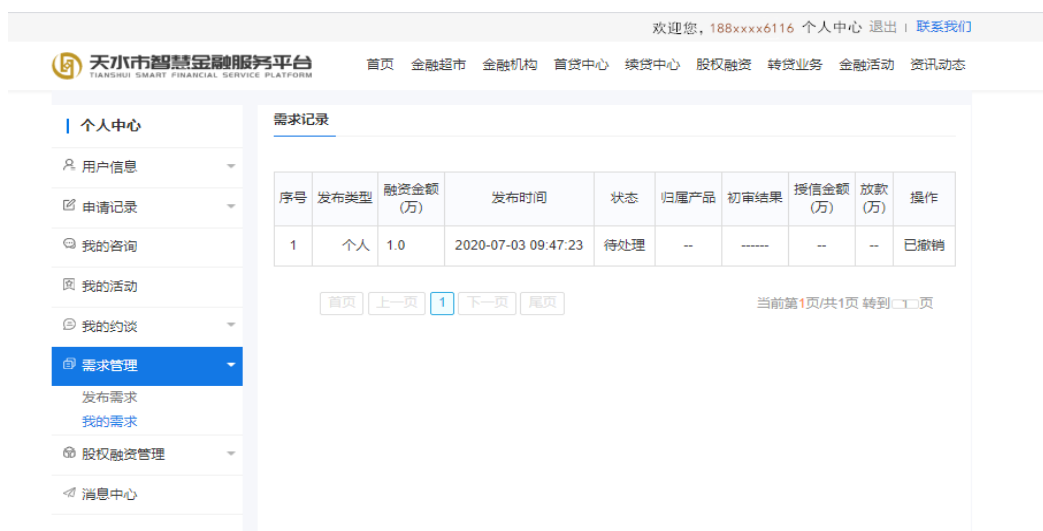 欢迎您, 188xxxx6116 个人中心 退出 | 联系我们
天水市智慧金融服务平台
TIANSHUI SMART FINANCIAL SERVICE PLATFORM
首页 金融超市 金融机构 首贷中心 续贷中心 股权融资 转贷业务 金融活动 资讯动态
个人中心
用户信息
申请记录
我的咨询
我的活动
我的约谈
需求管理
发布需求
我的需求
股权融资管理
消息中心
需求记录
序号 发布类型 融资金额(万) 发布时间 状态 归属产品 初审结果 授信金额(万) 放款(万) 操作
1 个人 1.0 2020-07-03 09:47:23 待处理 -- ------ -- -- 已撤销
首页 上一页 1 下一页 尾页 当前第1页/共1页 转到 1 页